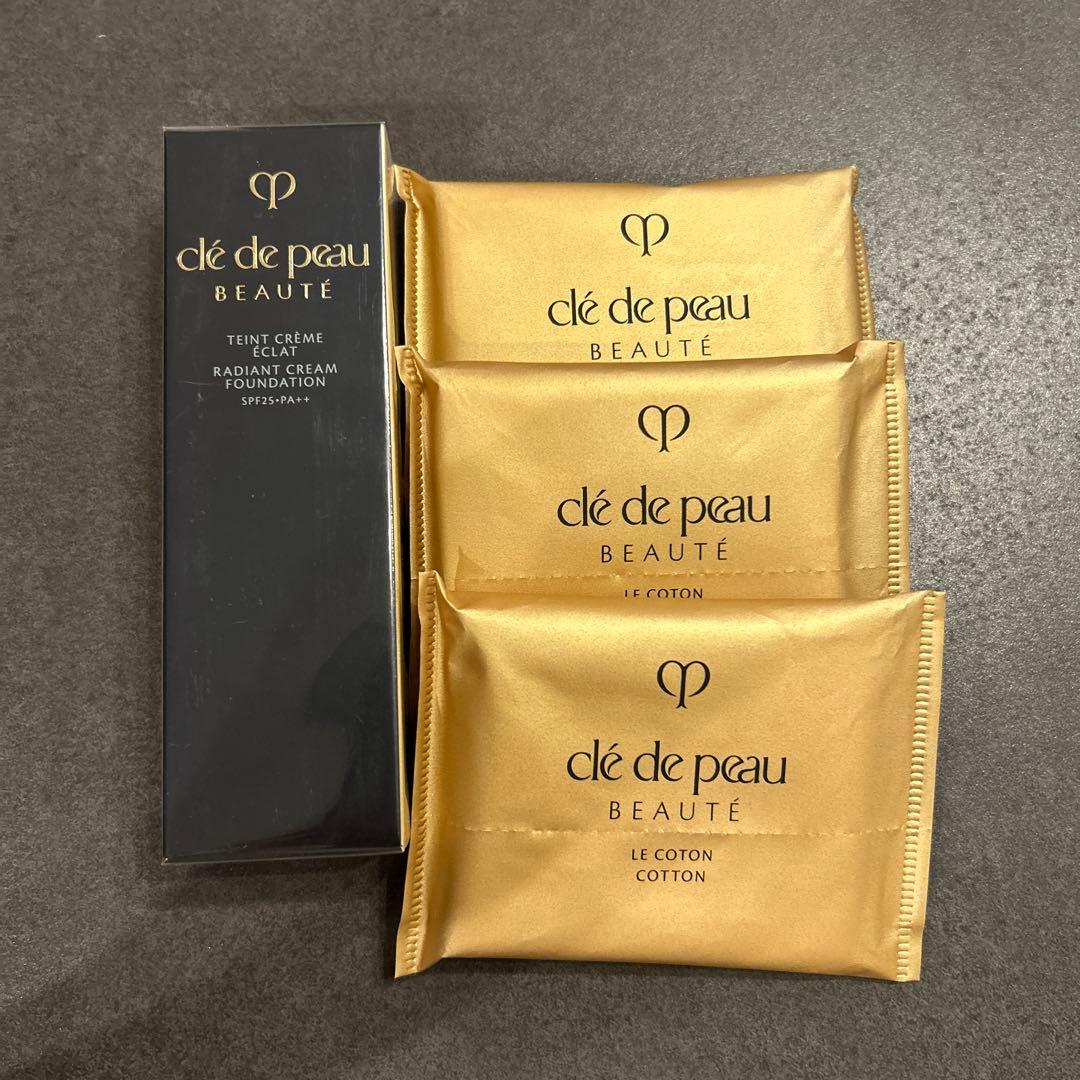 clé de peau
BEAUTÉ
TEINT CRÈME
ÉCLAT
RADIANT CREAM
FOUNDATION
SPF25•PA++
clé de peau
BEAUTÉ
clé de peau
BEAUTÉ
LE COTON
clé de peau
BEAUTÉ
LE COTON
COTTON